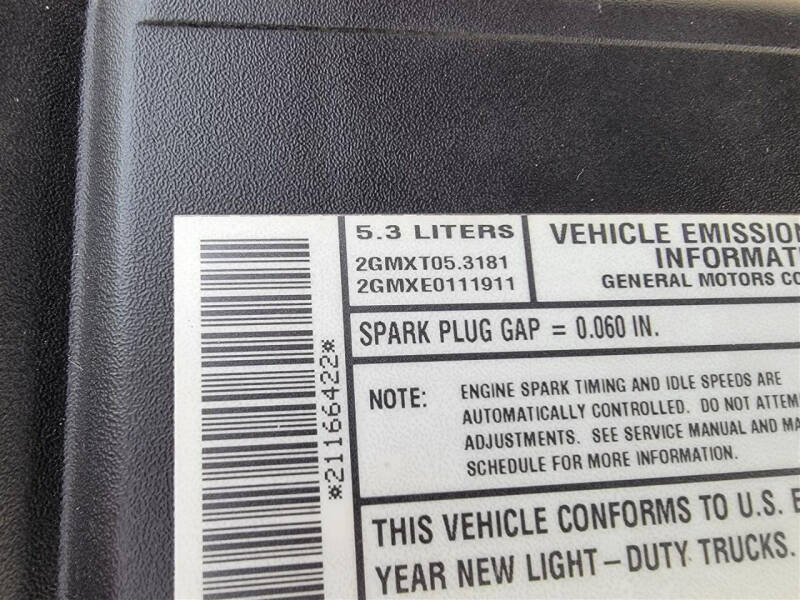 *21166422*
5.3 LITERS
2GMXT05.3181
2GMXE0111911
VEHICLE EMISSION
INFORMAT
GENERAL MOTORS CO
SPARK PLUG GAP = 0.060 IN.
NOTE: ENGINE SPARK TIMING AND IDLE SPEEDS ARE
AUTOMATICALLY CONTROLLED. DO NOT ATTEM
ADJUSTMENTS. SEE SERVICE MANUAL AND MA
SCHEDULE FOR MORE INFORMATION.
THIS VEHICLE CONFORMS TO U.S. E
YEAR NEW LIGHT-DUTY TRUCKS.